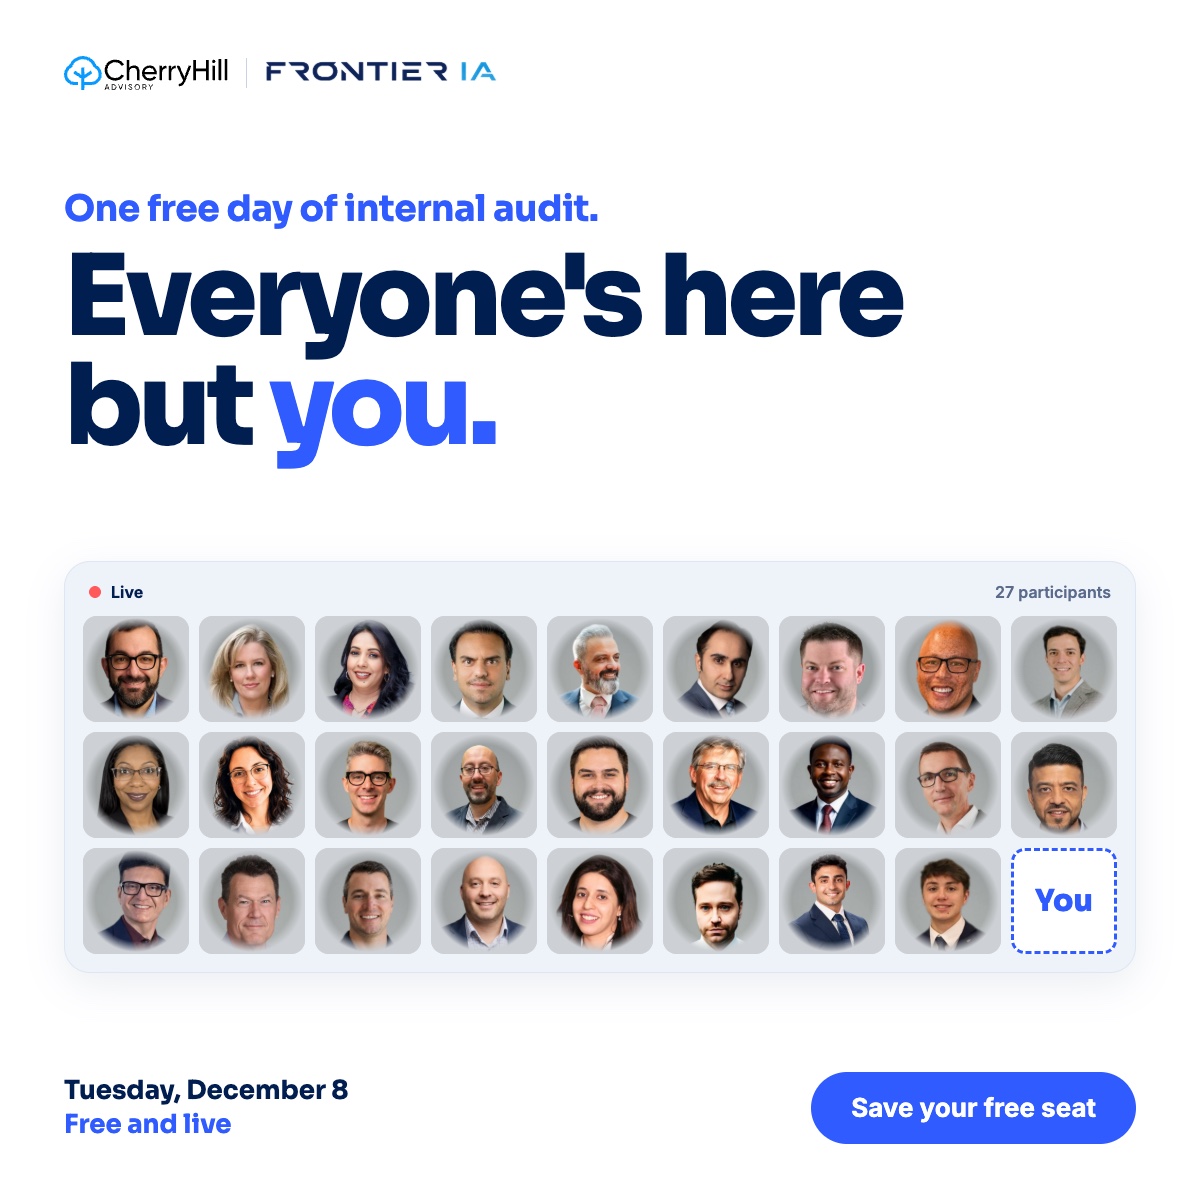 CherryHill
ADVISORY
FRONTIER IA
One free day of internal audit.
Everyone's here
but you.
Live
27 participants
You
Tuesday, December 8
Free and live
Save your free seat